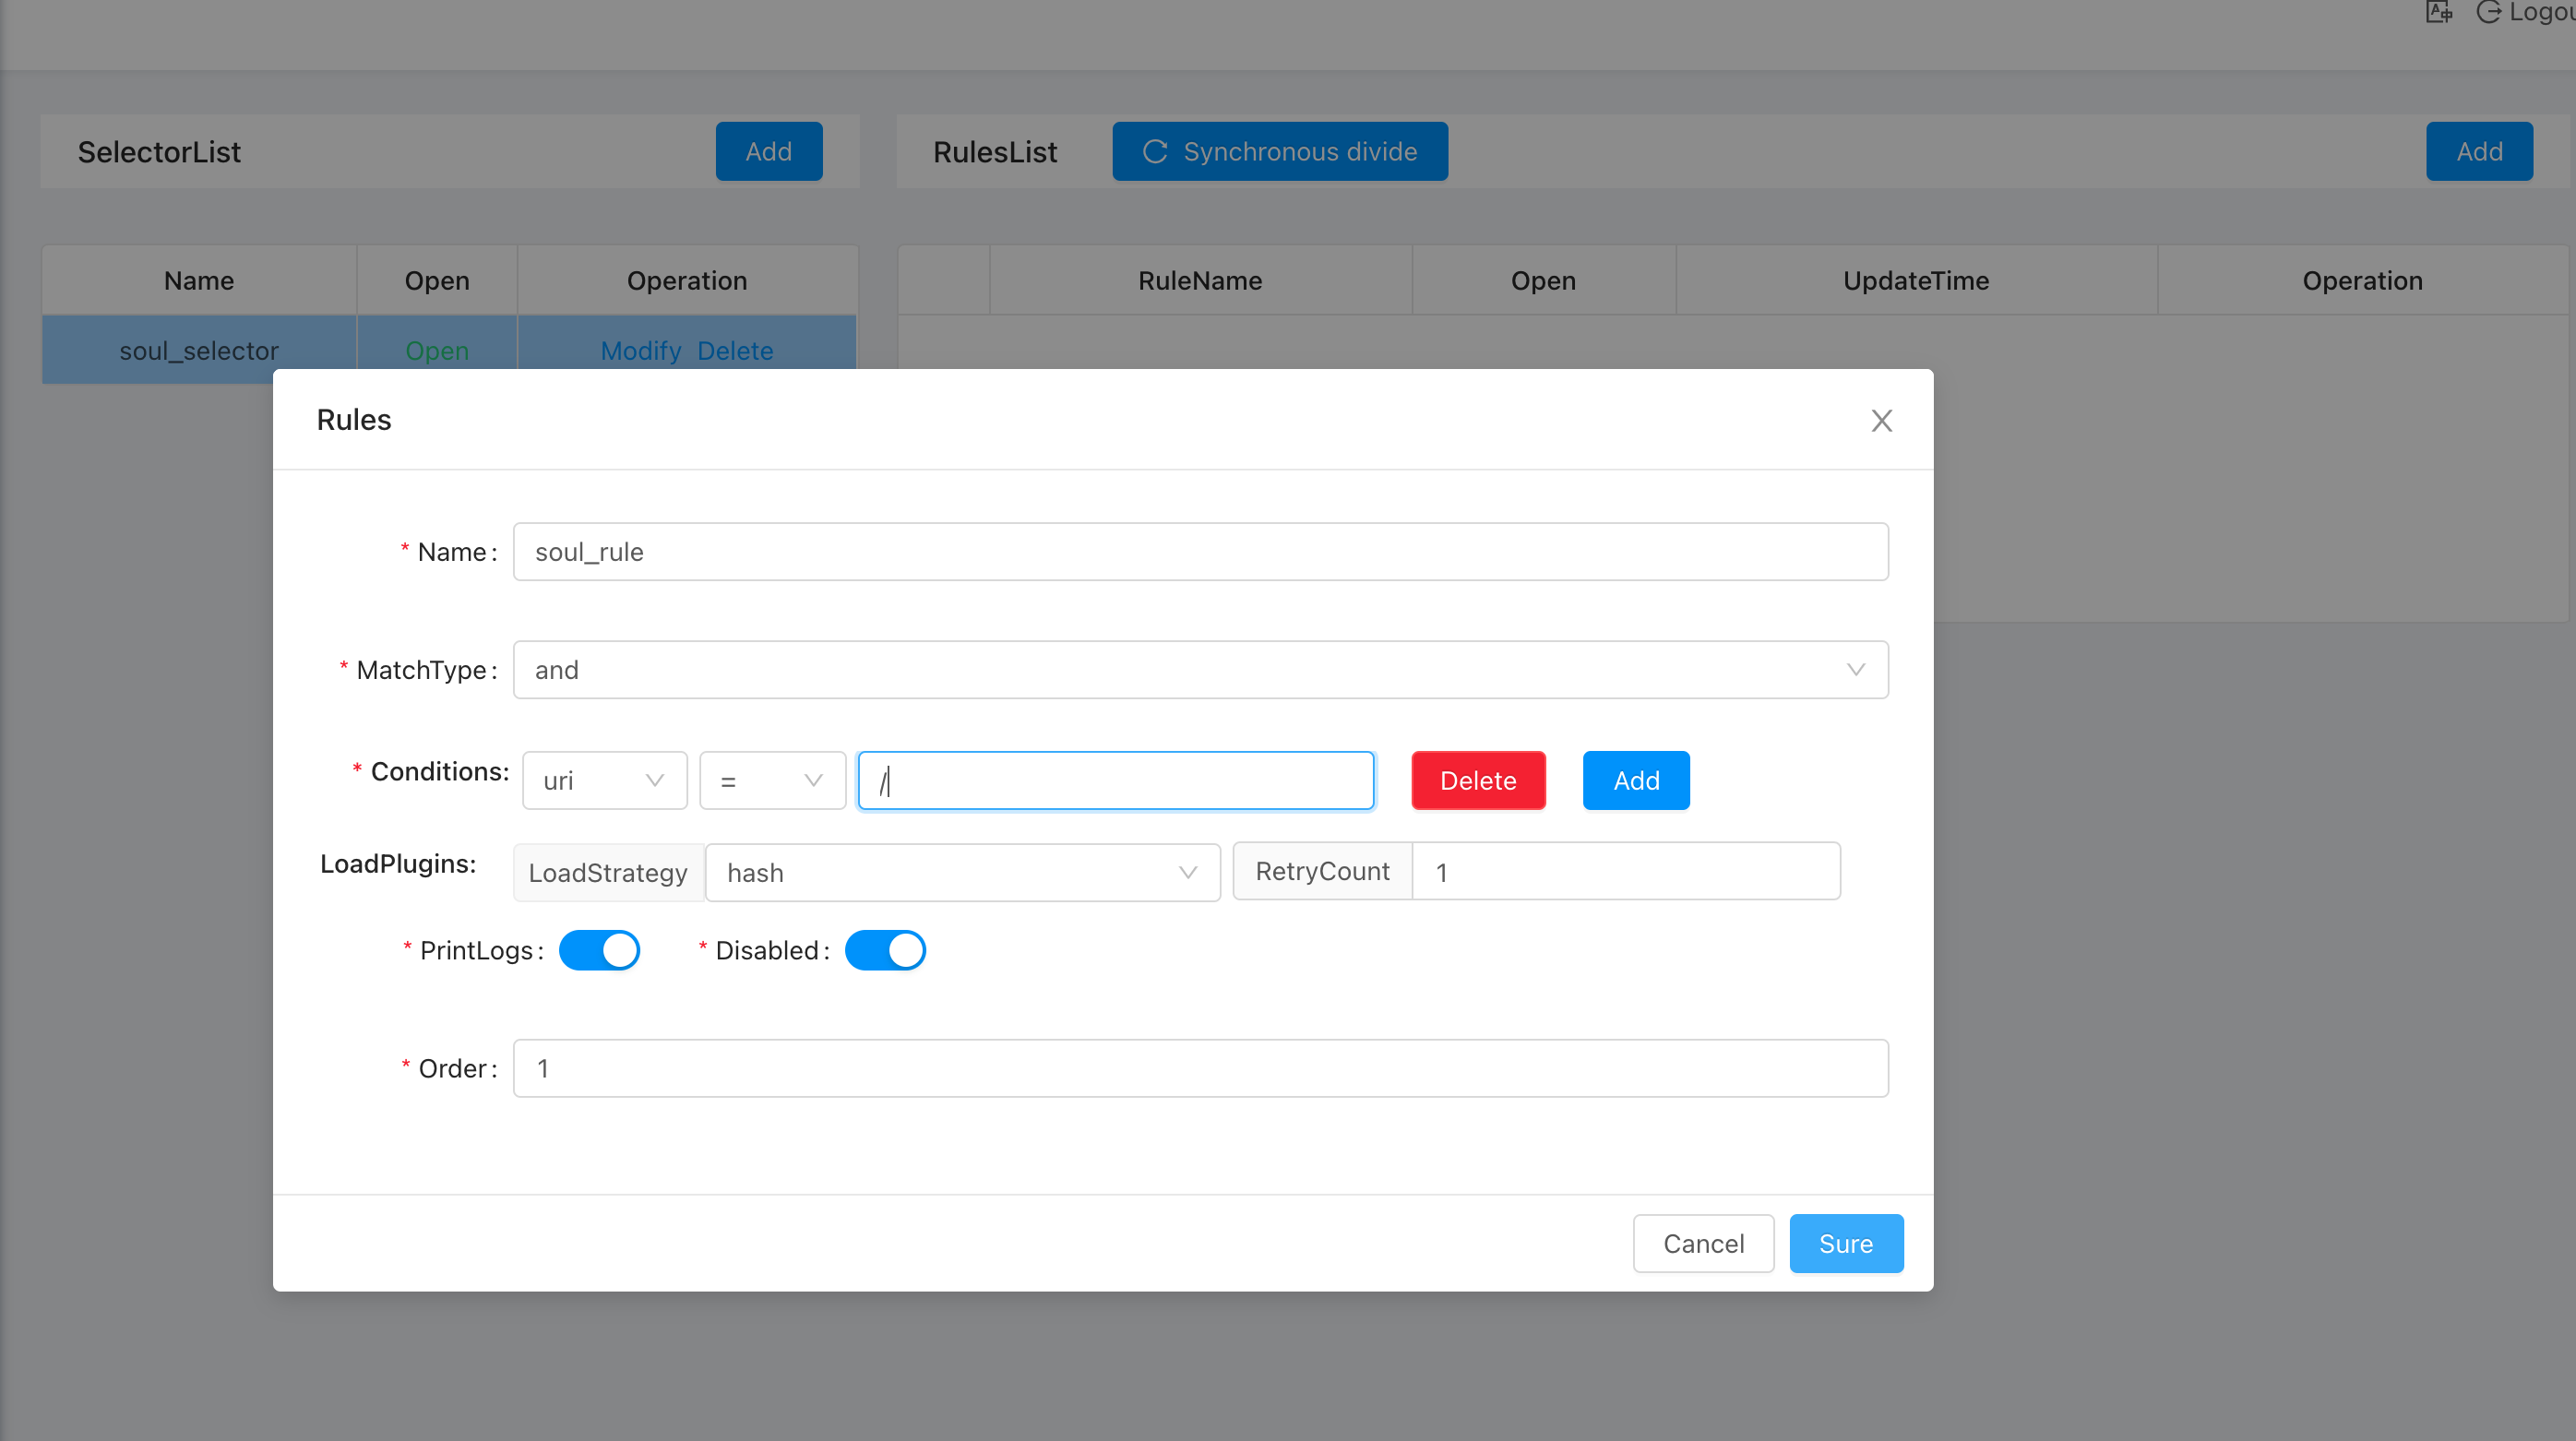 Logou
SelectorList Add RulesList Synchronous divide Add
Name Open Operation RuleName Open UpdateTime Operation
soul_selector Open Modify Delete
Rules
* Name: soul_rule
* MatchType: and
* Conditions: uri = / Delete Add
LoadPlugins: LoadStrategy hash RetryCount 1
* PrintLogs: * Disabled:
* Order: 1
Cancel Sure